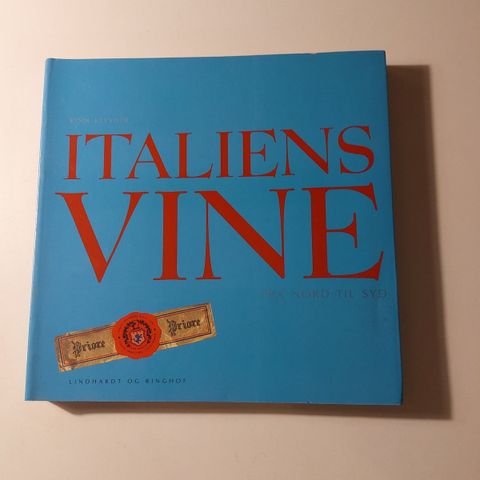 ITALIENS
VINE
FRA NORD TIL SYD
Priore Priore
LINDHARDT OG RINGHOF